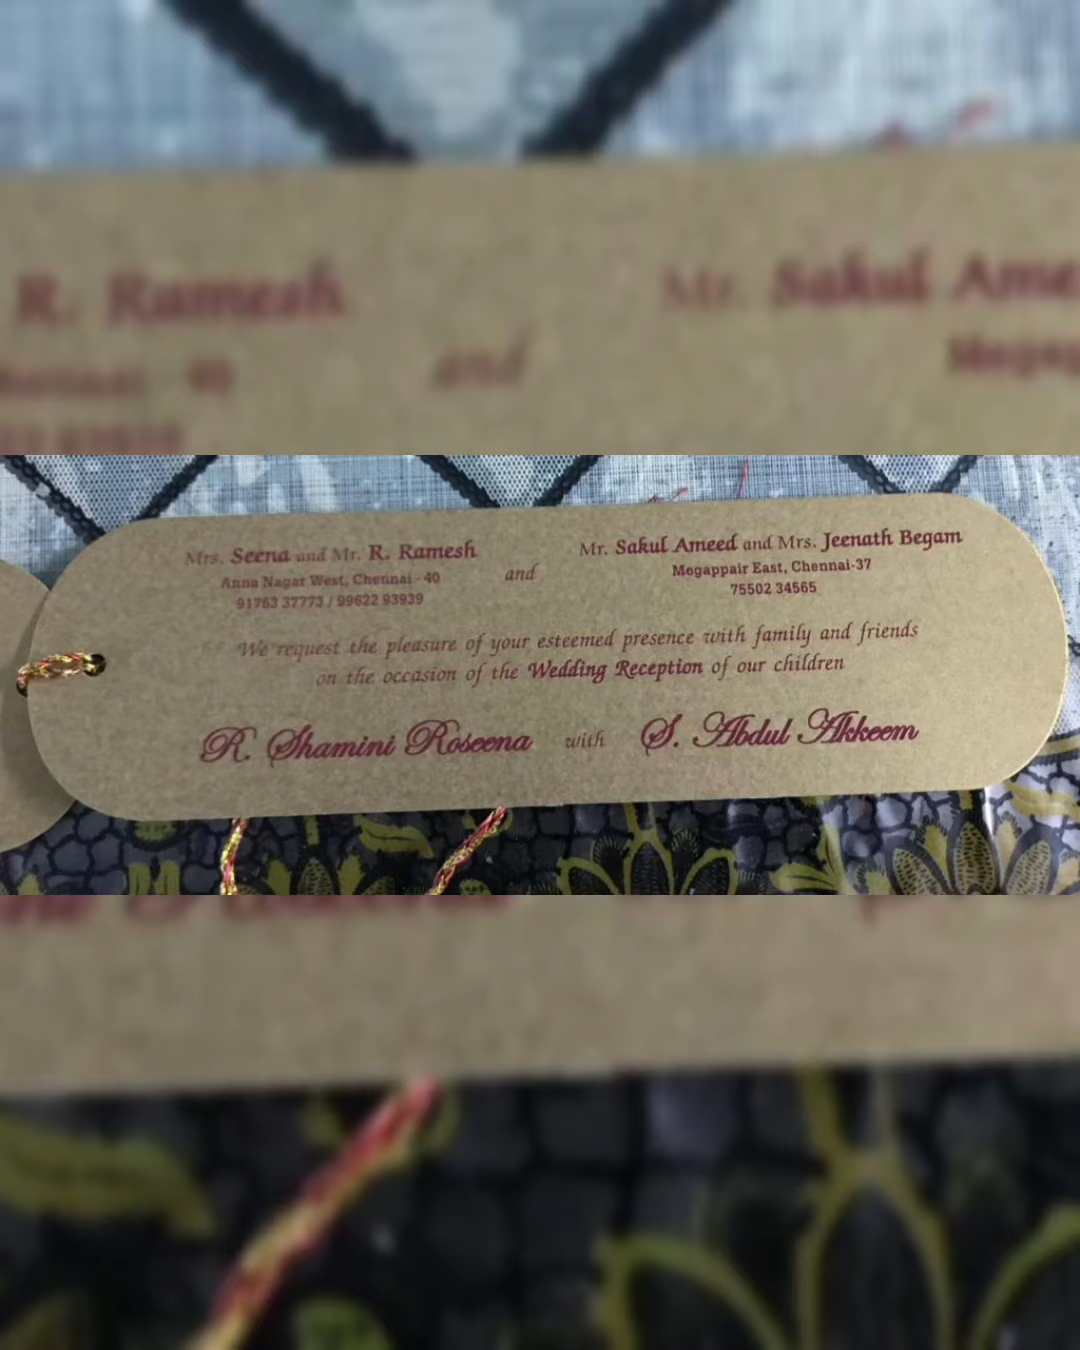 Mrs. Seena and Mr. R. Ramesh
Anna Nagar West, Chennai - 40
91763 37773 / 99622 93939
and
Mr. Sakul Ameed and Mrs. Jeenath Begam
Mogappair East, Chennai-37
75502 34565
We request the pleasure of your esteemed presence with family and friends
on the occasion of the Wedding Reception of our children
R. Shamini Roseena with S. Abdul Akkeem